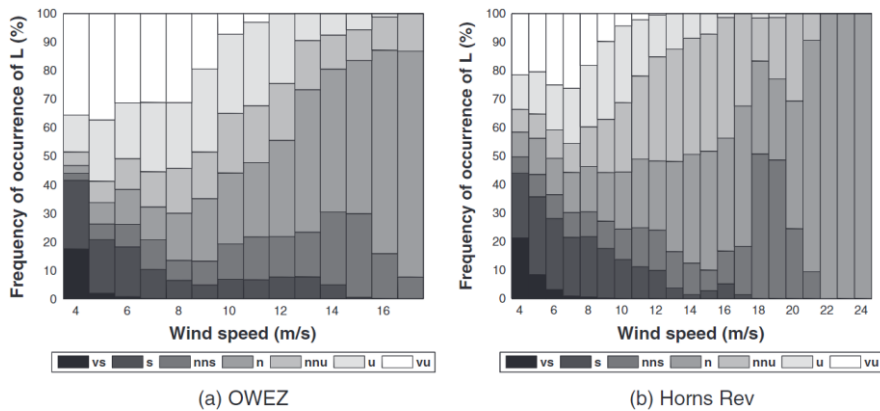 Frequency of occurrence of L (%)
100
90
80
70
60
50
40
30
20
10
0
4 6 8 10 12 14 16
Wind speed (m/s)
vs s nns n nnu u vu
(a) OWEZ
Frequency of occurrence of L (%)
100
90
80
70
60
50
40
30
20
10
0
4 6 8 10 12 14 16 18 20 22 24
Wind speed (m/s)
vs s nns n nnu u vu
(b) Horns Rev